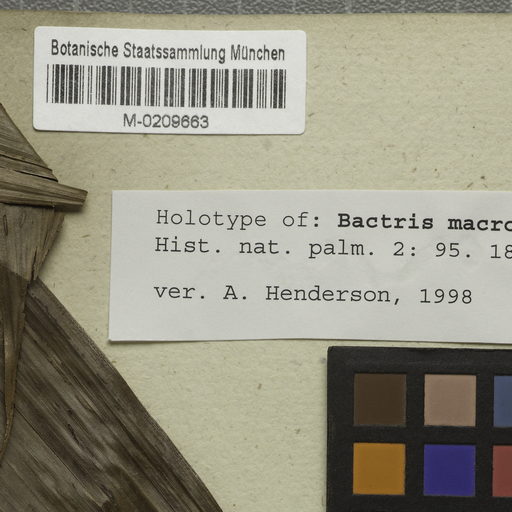 Botanische Staatssammlung München
M-0209663
Holotype of: Bactris macro
Hist. nat. palm. 2: 95. 18
ver. A. Henderson, 1998